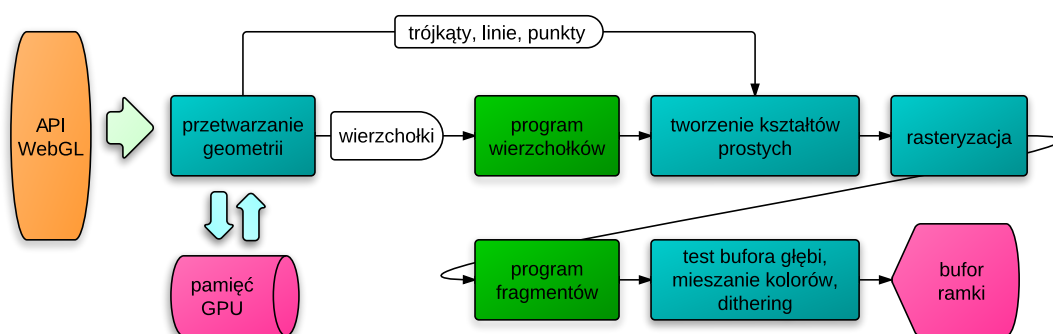 trójkąty, linie, punkty
API
WebGL
przetwarzanie
geometrii
wierzchołki
program
wierzchołków
tworzenie kształtów
prostych
rasteryzacja
pamięć
GPU
program
fragmentów
test bufora głębi,
mieszanie kolorów,
dithering
bufor
ramki